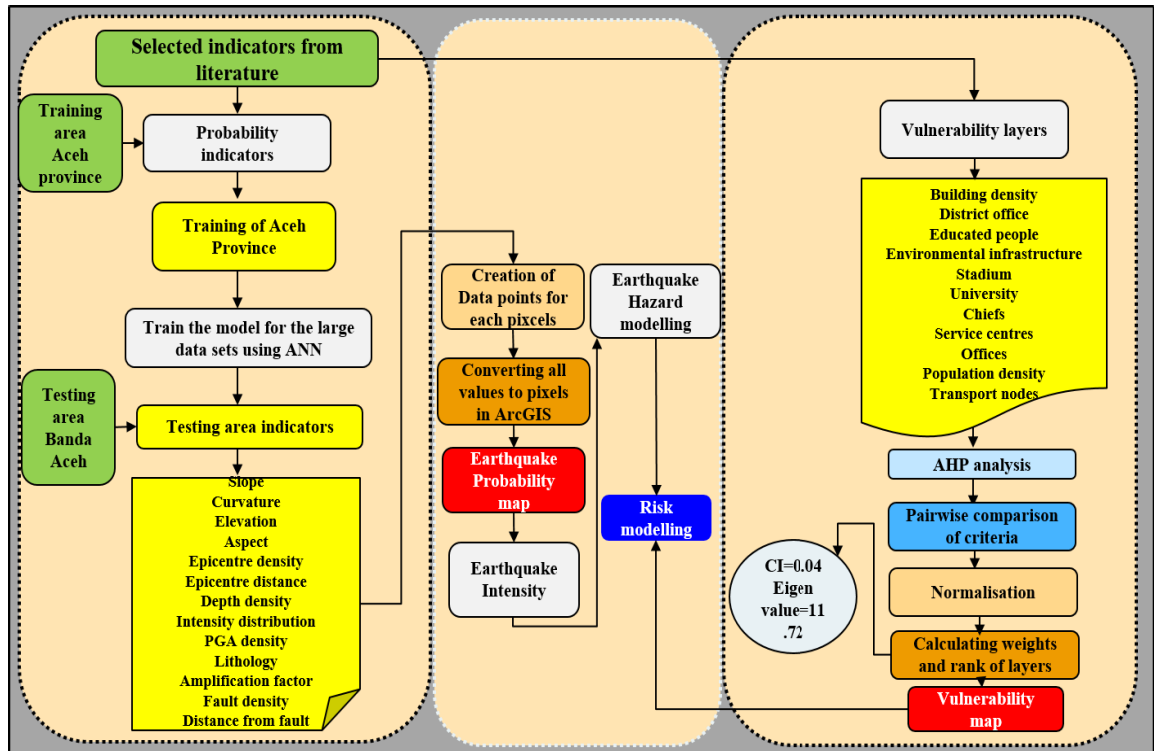 Selected indicators from
literature
Training
area
Aceh
province
Probability
indicators
Training of Aceh
Province
Train the model for the large
data sets using ANN
Testing
area
Banda
Aceh
Testing area indicators
Slope
Curvature
Elevation
Aspect
Epicentre density
Epicentre distance
Depth density
Intensity distribution
PGA density
Lithology
Amplification factor
Fault density
Distance from fault
Creation of
Data points for
each pixcels
Converting all
values to pixels
in ArcGIS
Earthquake
Probability
map
Earthquake
Intensity
Earthquake
Hazard
modelling
Risk
modelling
Vulnerability layers
Building density
District office
Educated people
Environmental infrastructure
Stadium
University
Chiefs
Service centres
Offices
Population density
Transport nodes
AHP analysis
Pairwise comparison
of criteria
CI=0.04
Eigen
value=11
.72
Normalisation
Calculating weights
and rank of layers
Vulnerability
map